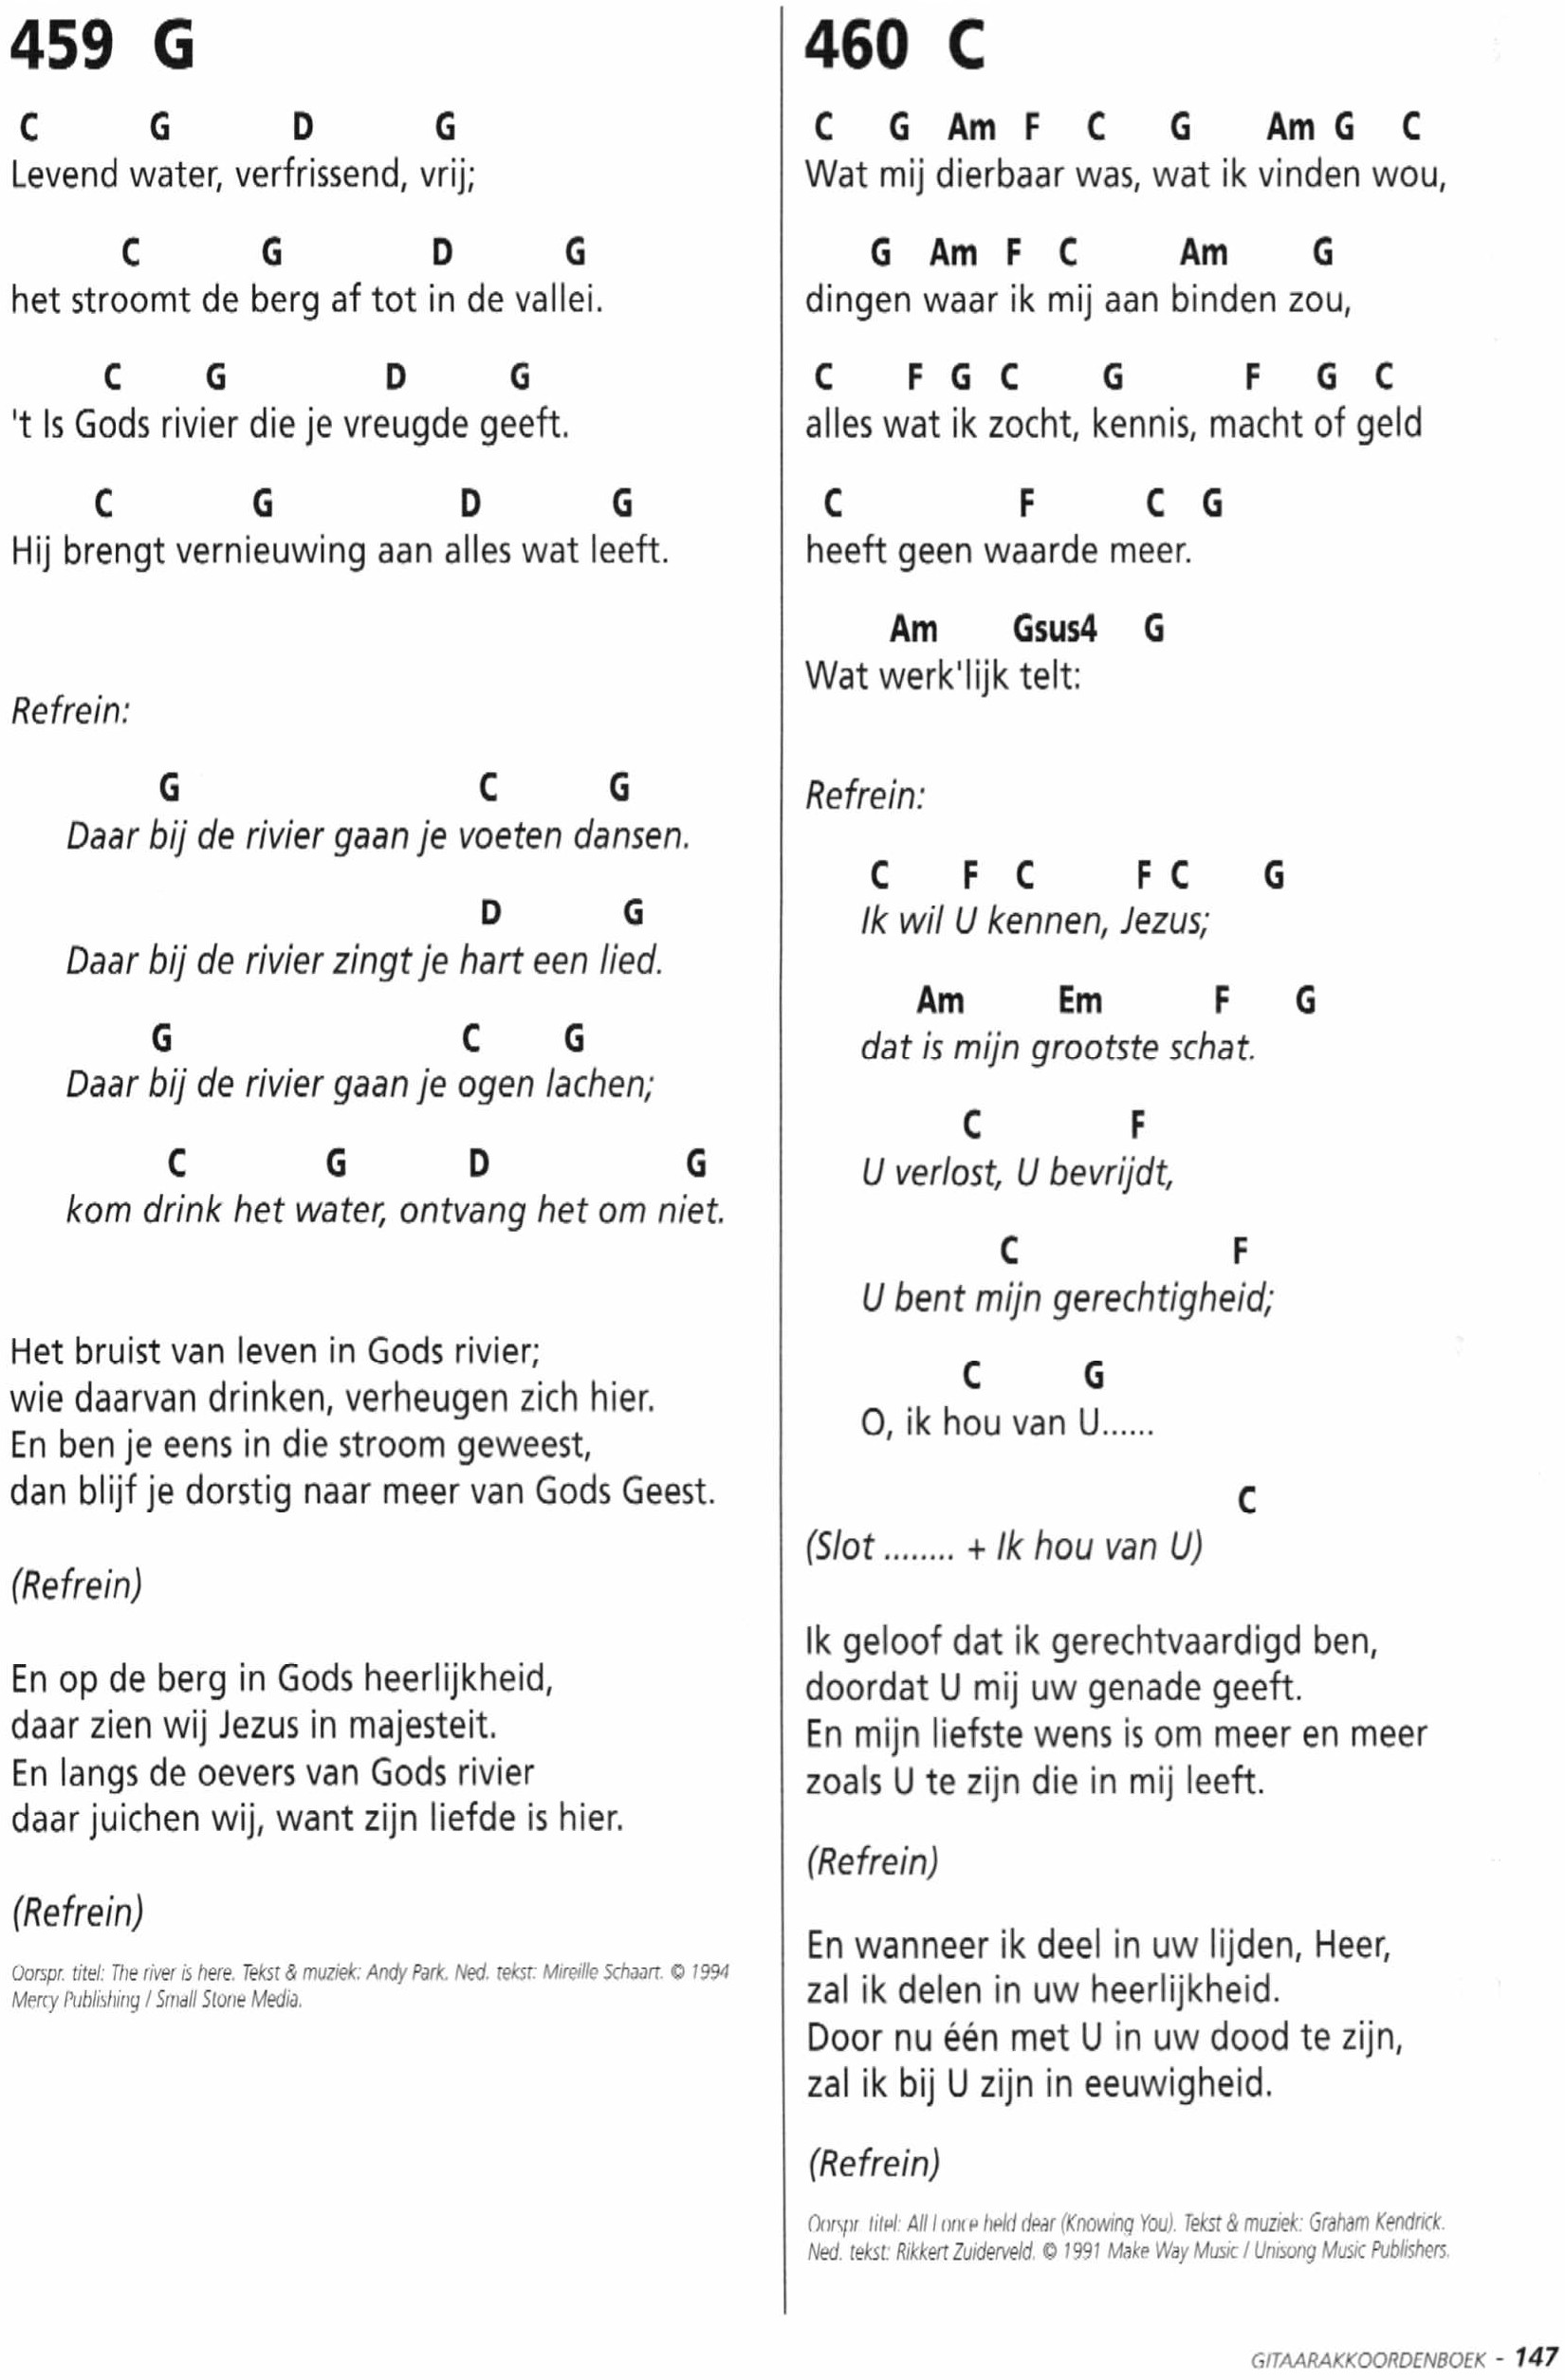 459 G
C G D G
Levend water, verfrissend, vrij;
C G D G
het stroomt de berg af tot in de vallei.
C G D G
't Is Gods rivier die je vreugde geeft.
C G D G
Hij brengt vernieuwing aan alles wat leeft.
Refrein:
G C G
Daar bij de rivier gaan je voeten dansen.
D G
Daar bij de rivier zingt je hart een lied.
G C G
Daar bij de rivier gaan je ogen lachen;
C G D G
kom drink het water, ontvang het om niet.
Het bruist van leven in Gods rivier;
wie daarvan drinken, verheugen zich hier.
En ben je eens in die stroom geweest,
dan blijf je dorstig naar meer van Gods Geest.
(Refrein)
En op de berg in Gods heerlijkheid,
daar zien wij Jezus in majesteit.
En langs de oevers van Gods rivier
daar juichen wij, want zijn liefde is hier.
(Refrein)
Oorspr. titel: The river is here. Tekst & muziek: Andy Park. Ned. tekst: Mireille Schaart. © 1994
Mercy Publishing / Small Stone Media.
460 C
C G Am F C G Am G C
Wat mij dierbaar was, wat ik vinden wou,
G Am F C Am G
dingen waar ik mij aan binden zou,
C F G C G F G C
alles wat ik zocht, kennis, macht of geld
C F C G
heeft geen waarde meer.
Am Gsus4 G
Wat werk'lijk telt:
Refrein:
C F C F C G
Ik wil U kennen, Jezus;
Am Em F G
dat is mijn grootste schat.
C F
U verlost, U bevrijdt,
C F
U bent mijn gerechtigheid;
C G
O, ik hou van U......
C
(Slot ........ + Ik hou van U)
Ik geloof dat ik gerechtvaardigd ben,
doordat U mij uw genade geeft.
En mijn liefste wens is om meer en meer
zoals U te zijn die in mij leeft.
(Refrein)
En wanneer ik deel in uw lijden, Heer,
zal ik delen in uw heerlijkheid.
Door nu één met U in uw dood te zijn,
zal ik bij U zijn in eeuwigheid.
(Refrein)
Oorspr. titel: All I once held dear (Knowing You). Tekst & muziek: Graham Kendrick.
Ned. tekst: Rikkert Zuiderveld. © 1991 Make Way Music / Unisong Music Publishers.
GITAARAKKOORDENBOEK - 147